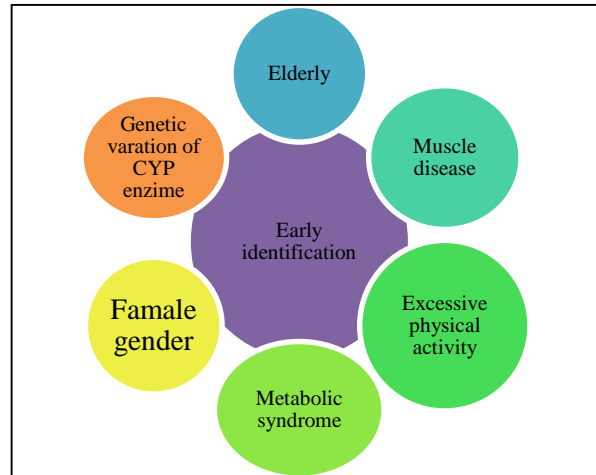 Elderly
Genetic
varation of
CYP
enzime
Muscle
disease
Early
identification
Famale
gender
Excessive
physical
activity
Metabolic
syndrome